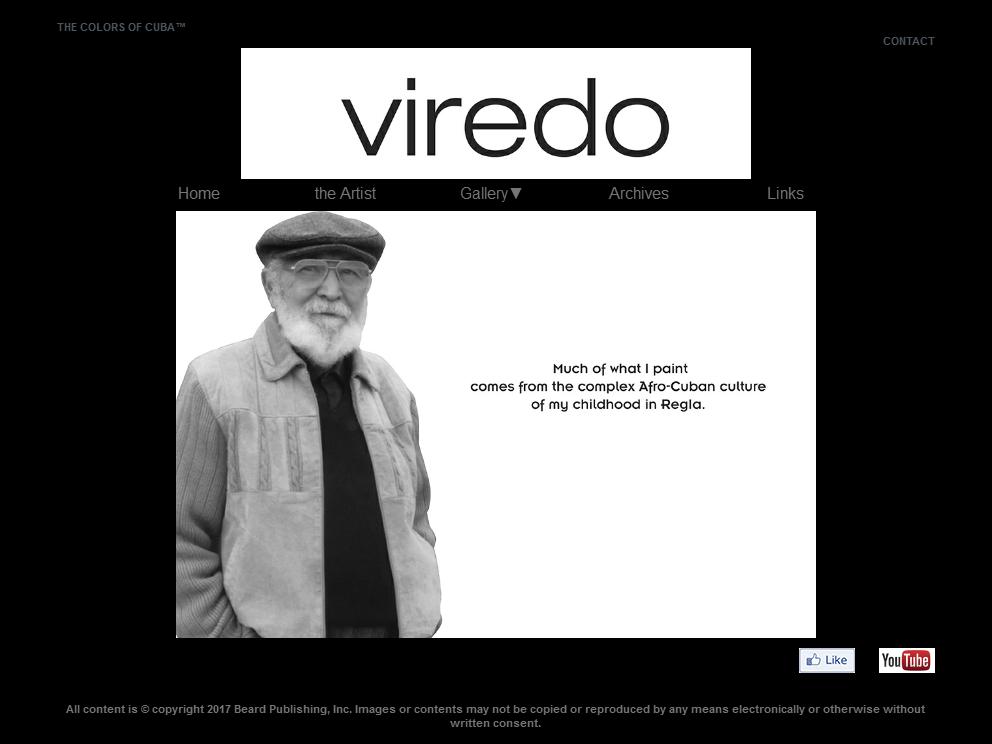 THE COLORS OF CUBA™
CONTACT
viredo
Home the Artist Gallery▼ Archives Links
Much of what I paint
comes from the complex Afro-Cuban culture
of my childhood in Regla.
Like YouTube
All content is © copyright 2017 Beard Publishing, Inc. Images or contents may not be copied or reproduced by any means electronically or otherwise without
written consent.